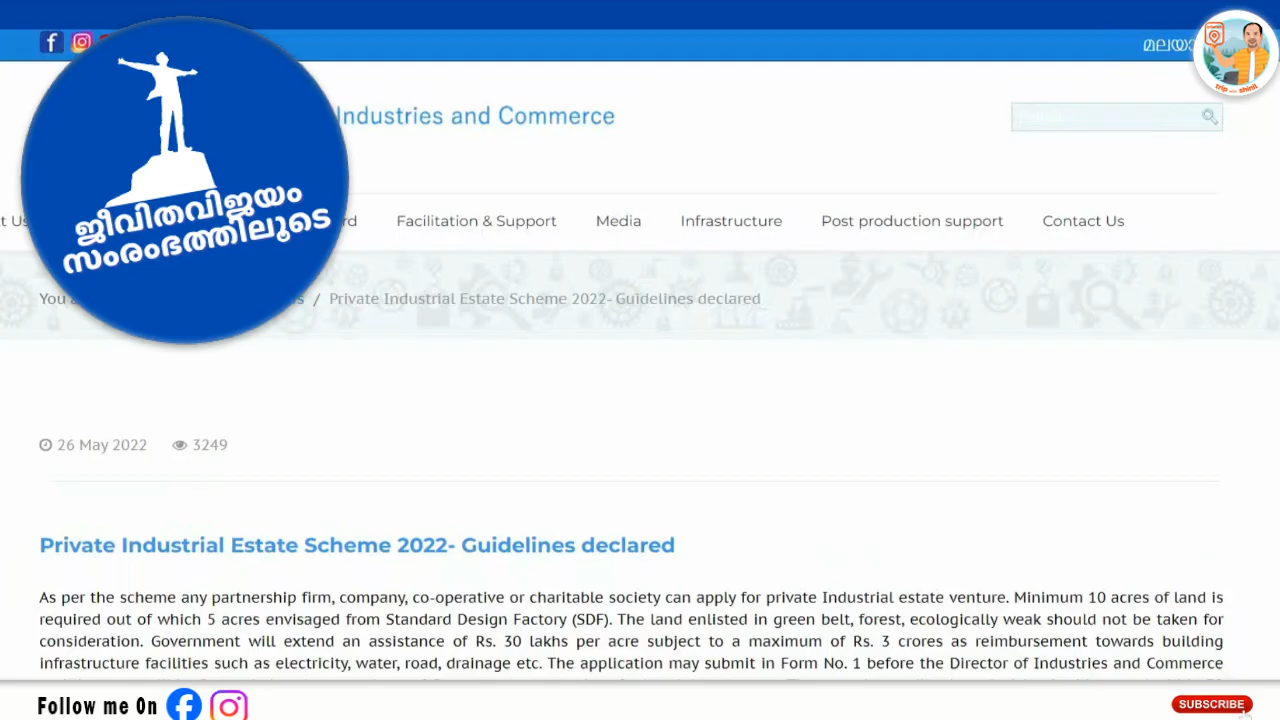 മലയാ
trip with shinil
Industries and Commerce
ജീവിതവിജയം
സംരംഭത്തിലൂടെ
t Us rd Facilitation & Support Media Infrastructure Post production support Contact Us
You a s / Private Industrial Estate Scheme 2022- Guidelines declared
26 May 2022 3249
Private Industrial Estate Scheme 2022- Guidelines declared
As per the scheme any partnership firm, company, co-operative or charitable society can apply for private Industrial estate venture. Minimum 10 acres of land is
required out of which 5 acres envisaged from Standard Design Factory (SDF). The land enlisted in green belt, forest, ecologically weak should not be taken for
consideration. Government will extend an assistance of Rs. 30 lakhs per acre subject to a maximum of Rs. 3 crores as reimbursement towards building
infrastructure facilities such as electricity, water, road, drainage etc. The application may submit in Form No. 1 before the Director of Industries and Commerce
Follow me On
SUBSCRIBE